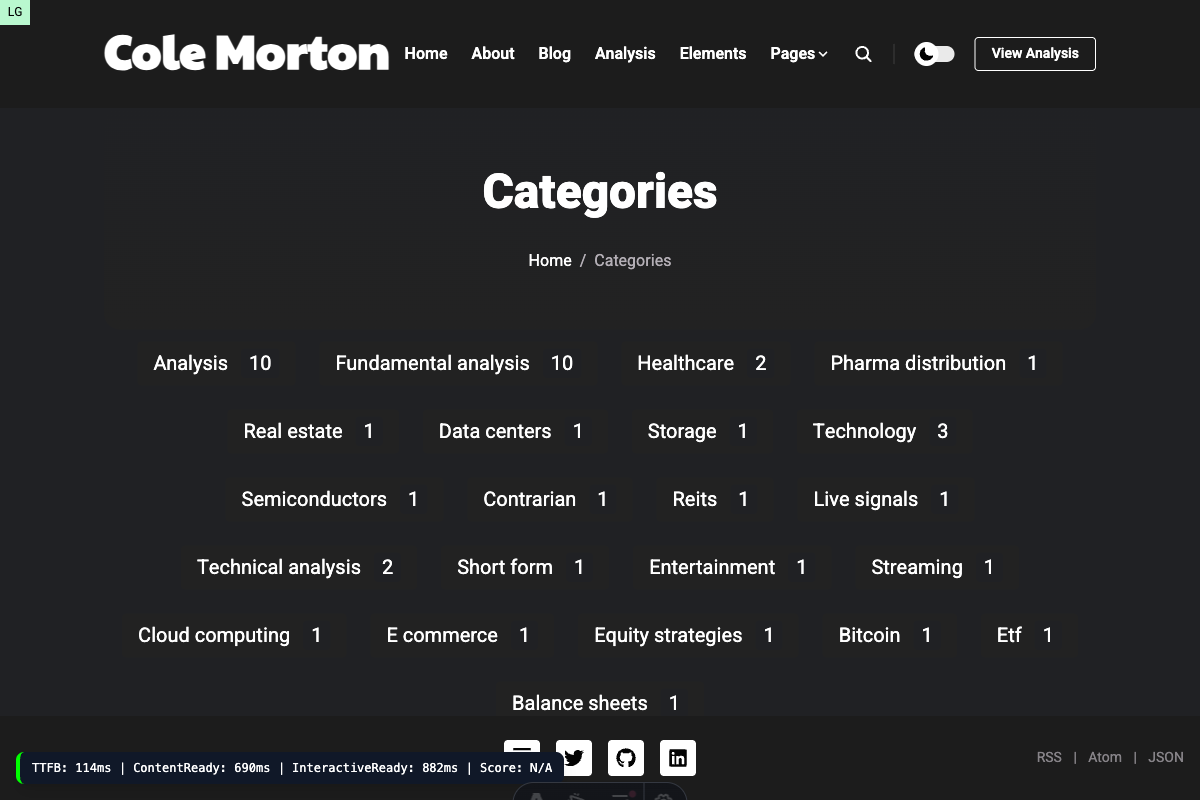 LG
Cole Morton Home About Blog Analysis Elements Pages View Analysis
Categories
Home / Categories
Analysis 10 Fundamental analysis 10 Healthcare 2 Pharma distribution 1
Real estate 1 Data centers 1 Storage 1 Technology 3
Semiconductors 1 Contrarian 1 Reits 1 Live signals 1
Technical analysis 2 Short form 1 Entertainment 1 Streaming 1
Cloud computing 1 E commerce 1 Equity strategies 1 Bitcoin 1 Etf 1
Balance sheets 1
RSS | Atom | JSON
TTFB: 114ms | ContentReady: 690ms | InteractiveReady: 882ms | Score: N/A